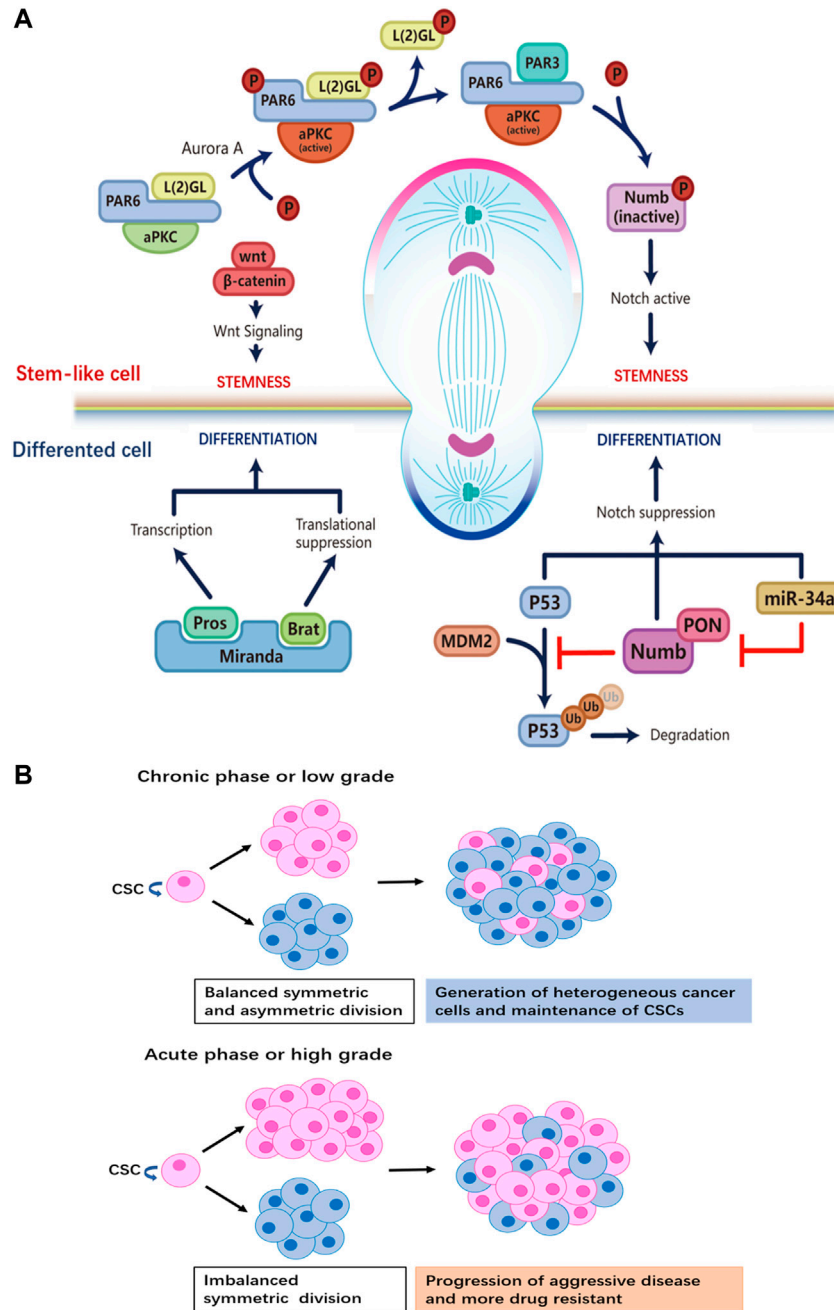 A
L(2)GL
P
P
PAR6
L(2)GL
P
aPKC
(active)
PAR6
PAR3
aPKC
(active)
P
Aurora A
PAR6
L(2)GL
aPKC
P
Numb
(inactive)
P
wnt
β-catenin
Wnt Signaling
STEMNESS
Notch active
STEMNESS
Stem-like cell
Differented cell
DIFFERENTIATION
Transcription
Translational
suppression
Pros
Brat
Miranda
DIFFERENTIATION
Notch suppression
P53
miR-34a
MDM2
Numb
PON
P53
Ub
Ub
Ub
Degradation
B
Chronic phase or low grade
CSC
Balanced symmetric
and asymmetric division
Generation of heterogeneous cancer
cells and maintenance of CSCs
Acute phase or high grade
CSC
Imbalanced
symmetric division
Progression of aggressive disease
and more drug resistant